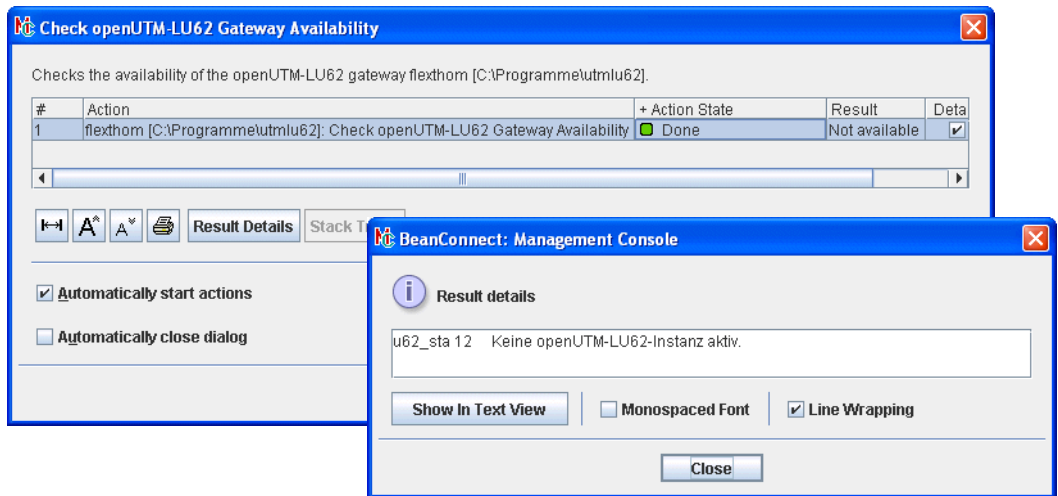 Check openUTM-LU62 Gateway Availability
Checks the availability of the openUTM-LU62 gateway flexthom [C:\Programme\utmlu62].
# Action + Action State Result Deta
1 flexthom [C:\Programme\utmlu62]: Check openUTM-LU62 Gateway Availability Done Not available
Result Details Stack
Automatically start actions
Automatically close dialog
BeanConnect: Management Console
Result details
u62_sta 12 Keine openUTM-LU62-Instanz aktiv.
Show In Text View Monospaced Font Line Wrapping
Close